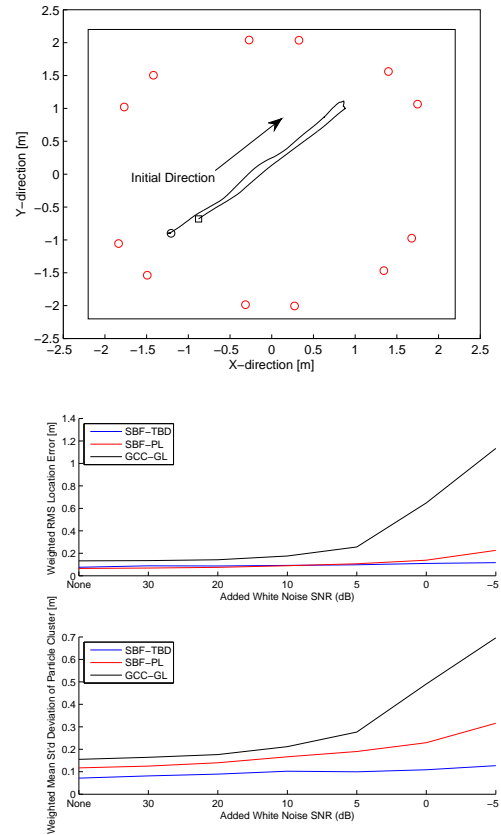 2.5
2
1.5
1
0.5
0
−0.5
−1
−1.5
−2
−2.5
Y−direction [m]
Initial Direction
−2.5 −2 −1.5 −1 −0.5 0 0.5 1 1.5 2 2.5
X−direction [m]
1.4
1.2
1
0.8
0.6
0.4
0.2
0
Weighted RMS Location Error [m]
SBF−TBD
SBF−PL
GCC−GL
None 30 20 10 5 0 −5
Added White Noise SNR (dB)
0.7
0.6
0.5
0.4
0.3
0.2
0.1
0
Weighted Mean St'd Deviation of Particle Cluster [m]
SBF−TBD
SBF−PL
GCC−GL
None 30 20 10 5 0 −5
Added White Noise SNR (dB)